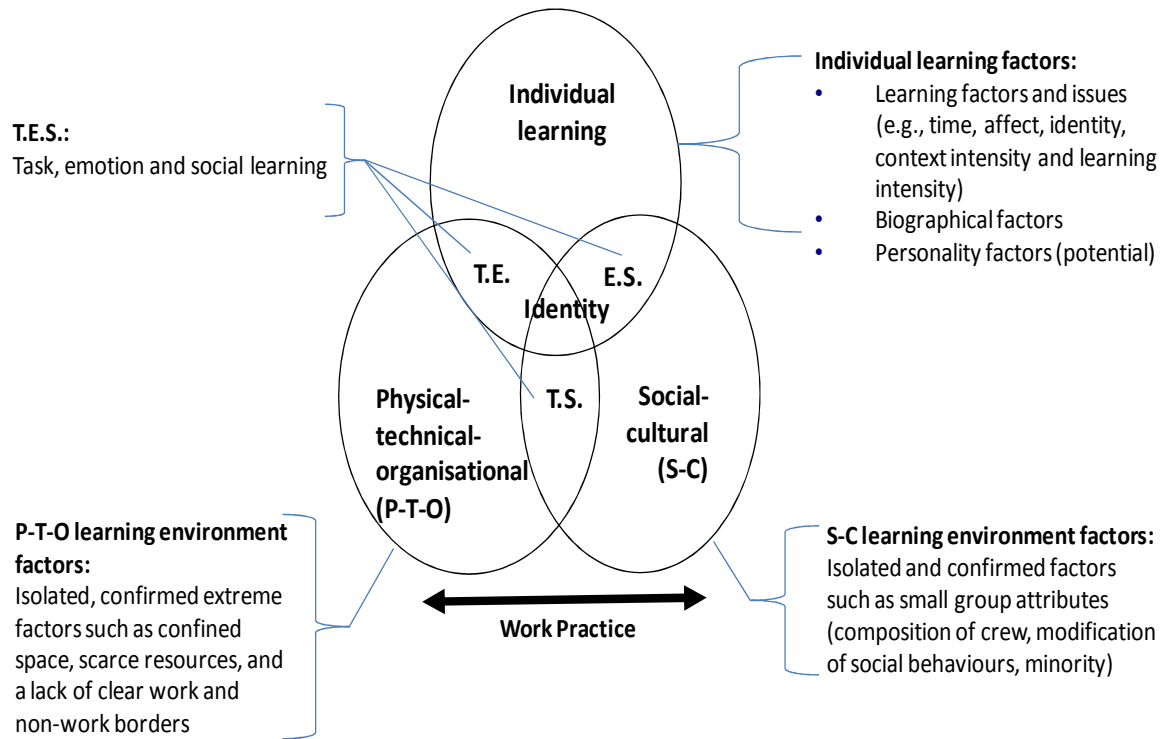 Individual
learning
Individual learning factors:
• Learning factors and issues
(e.g., time, affect, identity,
context intensity and learning
intensity)
• Biographical factors
• Personality factors (potential)
T.E.S.:
Task, emotion and social learning
T.E.
E.S.
Identity
T.S.
Physical-
technical-
organisational
(P-T-O)
Social-
cultural
(S-C)
P-T-O learning environment
factors:
Isolated, confirmed extreme
factors such as confined
space, scarce resources, and
a lack of clear work and
non-work borders
Work Practice
S-C learning environment factors:
Isolated and confirmed factors
such as small group attributes
(composition of crew, modification
of social behaviours, minority)